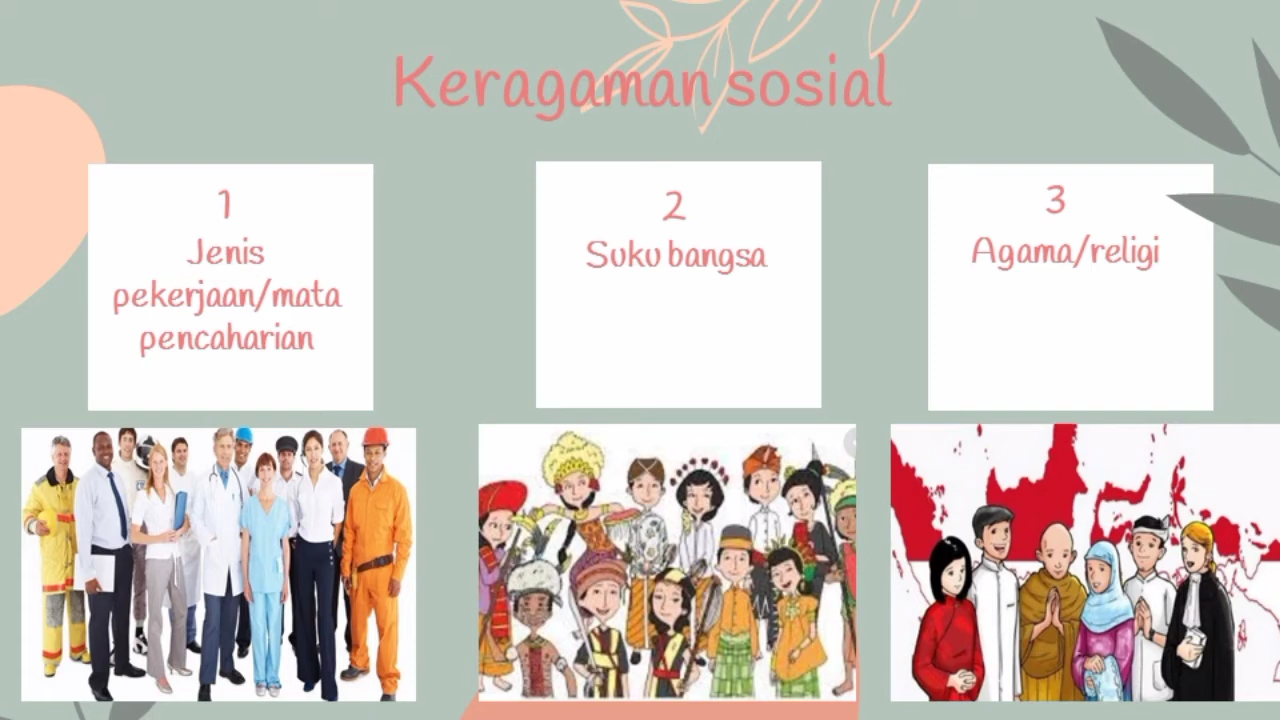 Keragaman sosial
1
Jenis
pekerjaan/mata
pencaharian
2
Suku bangsa
3
Agama/religi